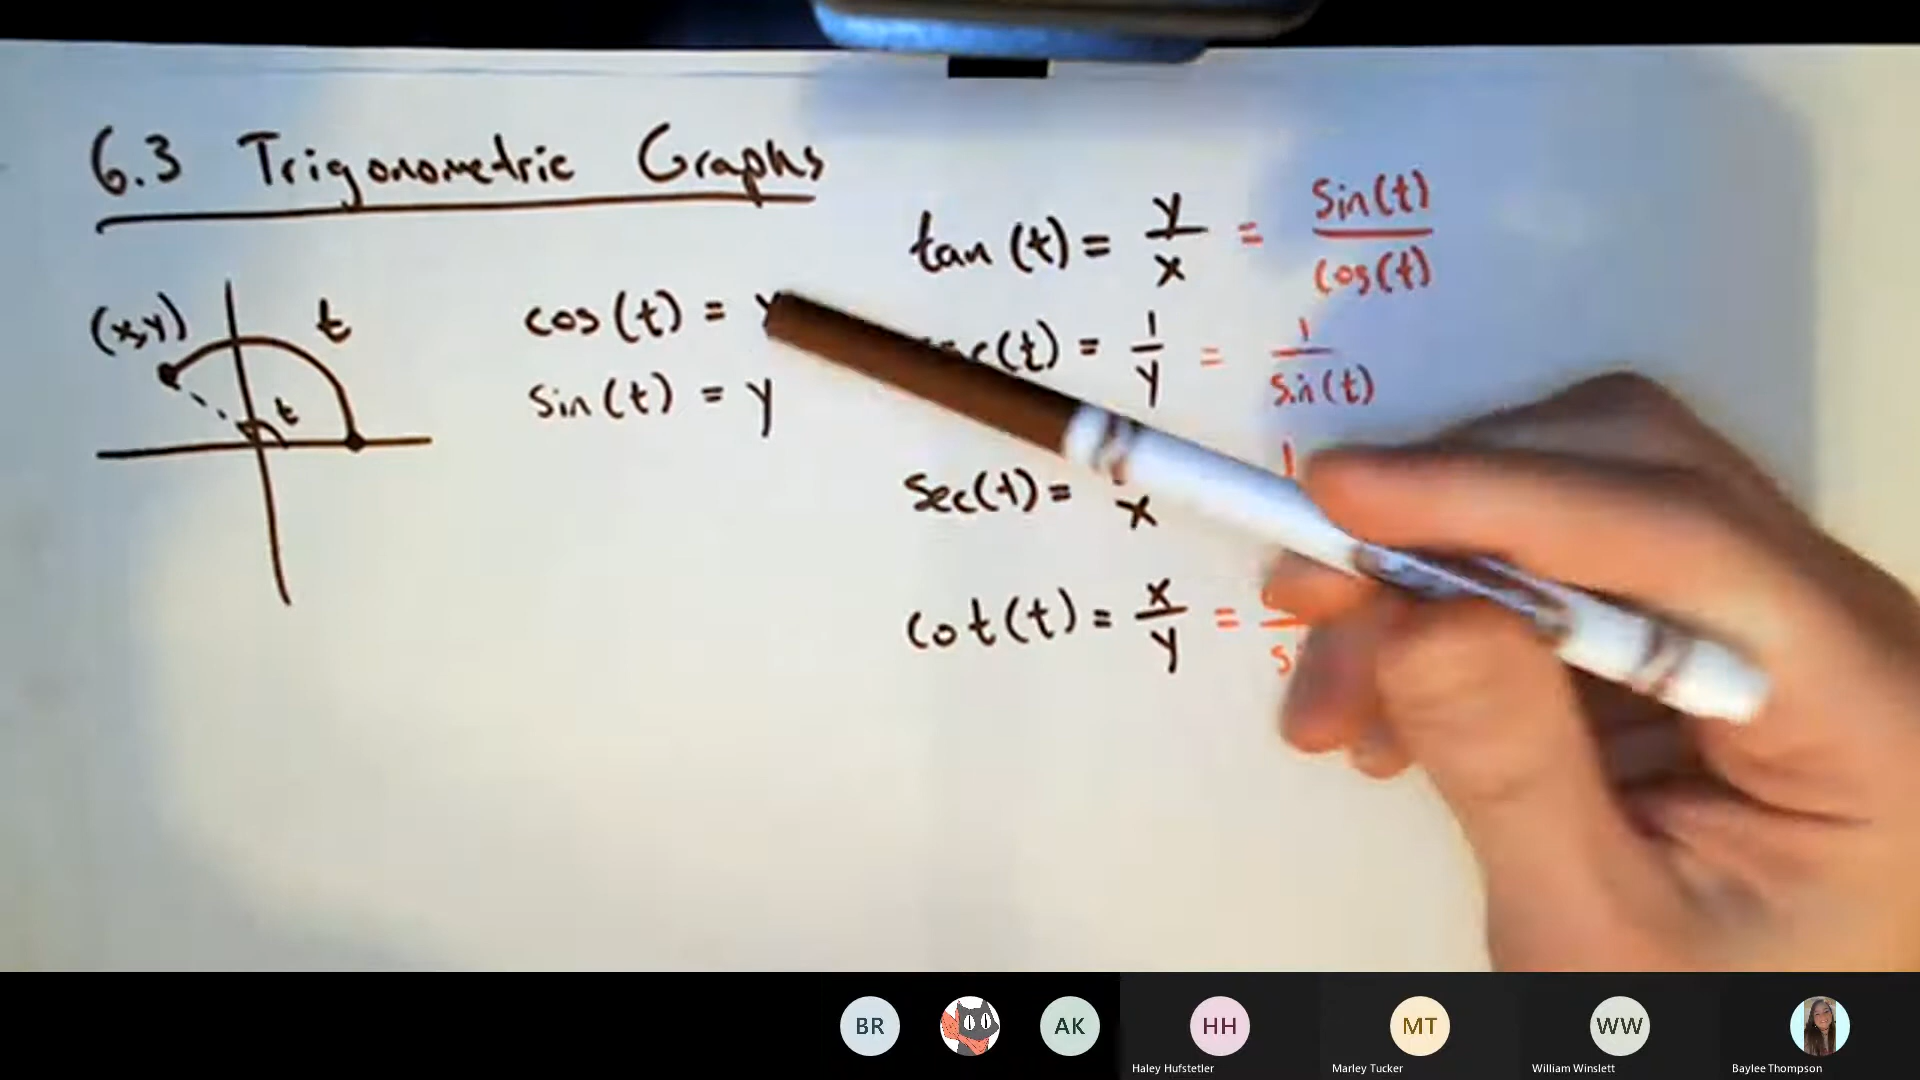 6.3 Trigonometric Graphs
(x,y) t
t
cos(t) =
sin(t) = y
tan(t) = y/x = sin(t)/cos(t)
c(t) = 1/y = 1/sin(t)
sec(t) = /x
cot(t) = x/y =
BR
AK
HH
MT
WW
Haley Hufstetler
Marley Tucker
William Winslett
Baylee Thompson